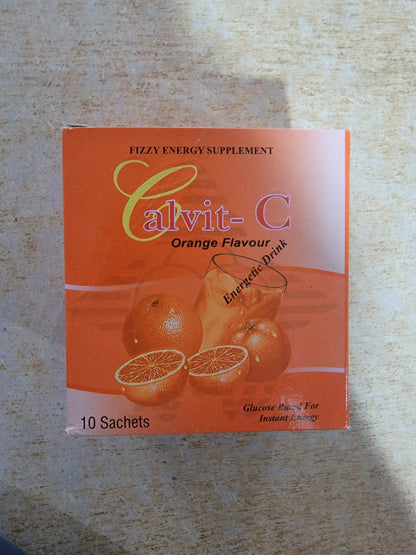 FIZZY ENERGY SUPPLEMENT
Calvit- C
Orange Flavour
Energetic Drink
10 Sachets
Glucose Based For
Instant Energy